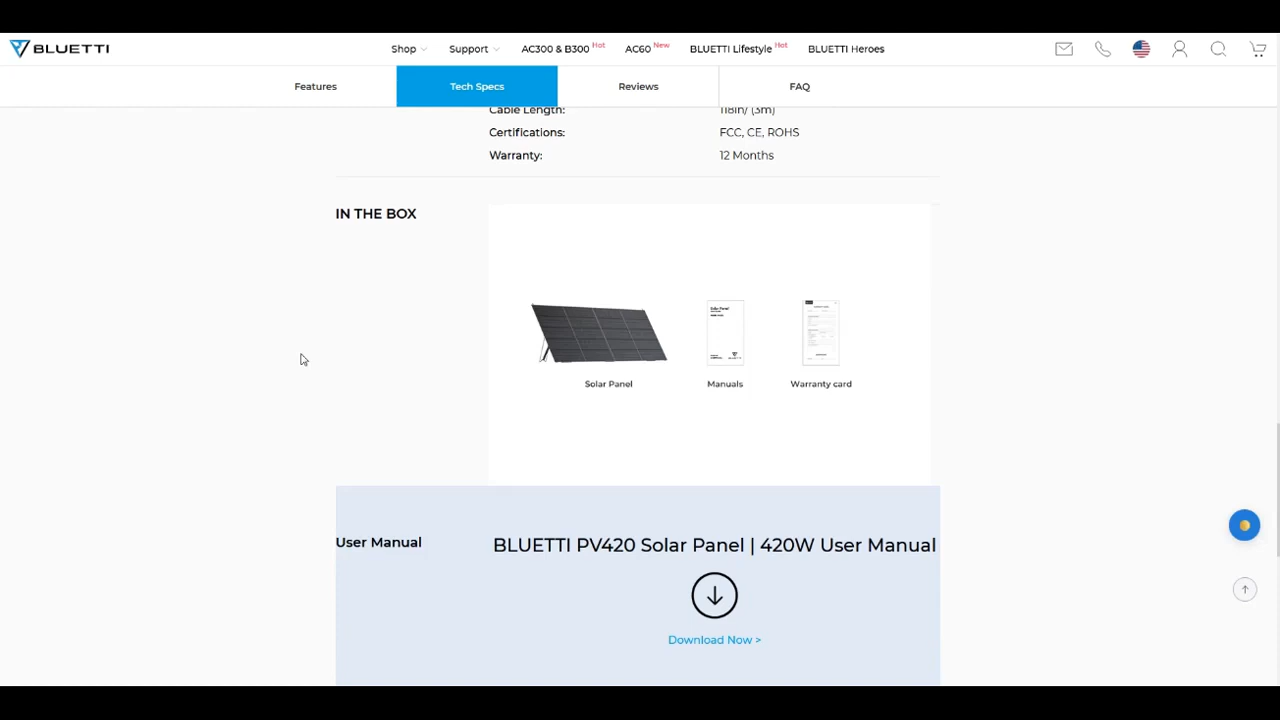 BLUETTI
Shop
Support
AC300 & B300 Hot
AC60 New
BLUETTI Lifestyle Hot
BLUETTI Heroes
Features
Tech Specs
Reviews
FAQ
Cable Length: 118in/ (3m)
Certifications: FCC, CE, ROHS
Warranty: 12 Months
IN THE BOX
Solar Panel
Solar Panel
Manuals
Warranty card
User Manual
BLUETTI PV420 Solar Panel | 420W User Manual
Download Now >